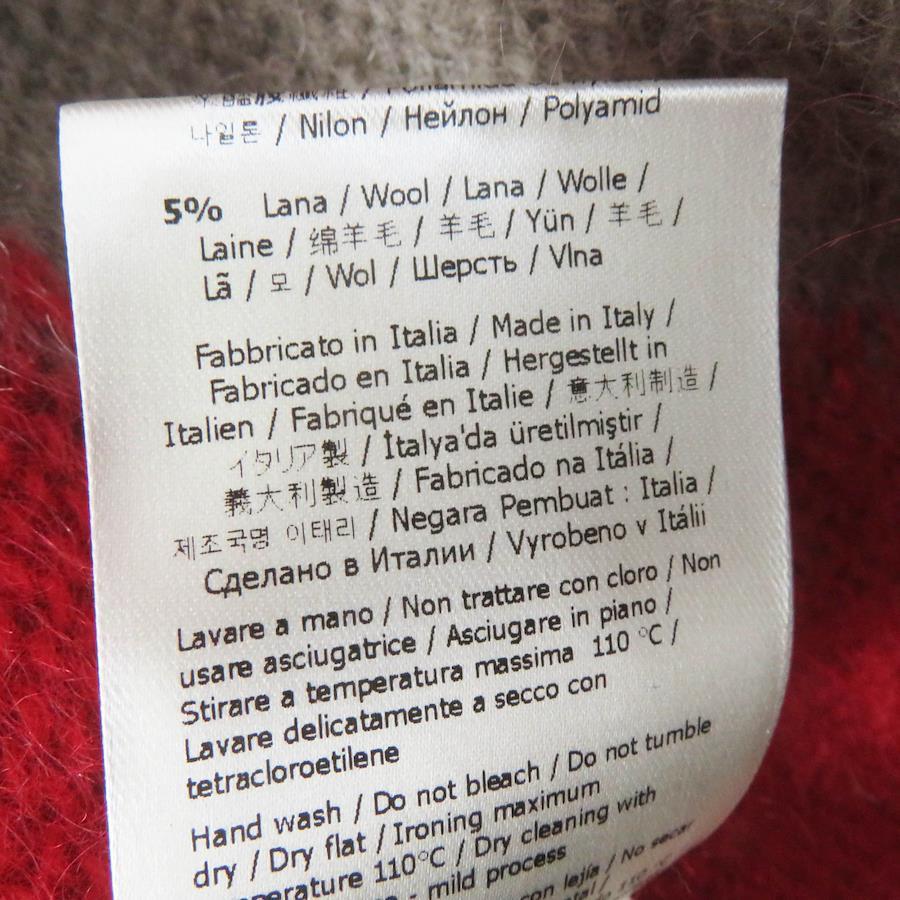 나일론 / Nilon / Нейлон / Polyamid
5% Lana / Wool / Lana / Wolle /
Laine / 绵羊毛 / 羊毛 / Yün / 羊毛 /
Lã / 모 / Wol / Шерсть / Vlna
Fabbricato in Italia / Made in Italy /
Fabricado en Italia / Hergestellt in
Italien / Fabriqué en Italie / 意大利制造 /
イタリア製 / İtalya'da üretilmiştir /
義大利製造 / Fabricado na Itália /
제조국명 이태리 / Negara Pembuat : Italia /
Сделано в Италии / Vyrobeno v Itálii
Lavare a mano / Non trattare con cloro / Non
usare asciugatrice / Asciugare in piano /
Stirare a temperatura massima 110 °C /
Lavare delicatamente a secco con
tetracloroetilene
Hand wash / Do not bleach / Do not tumble
dry / Dry flat / Ironing maximum
110°C / Dry cleaning with
- mild process
con lejía / No secar